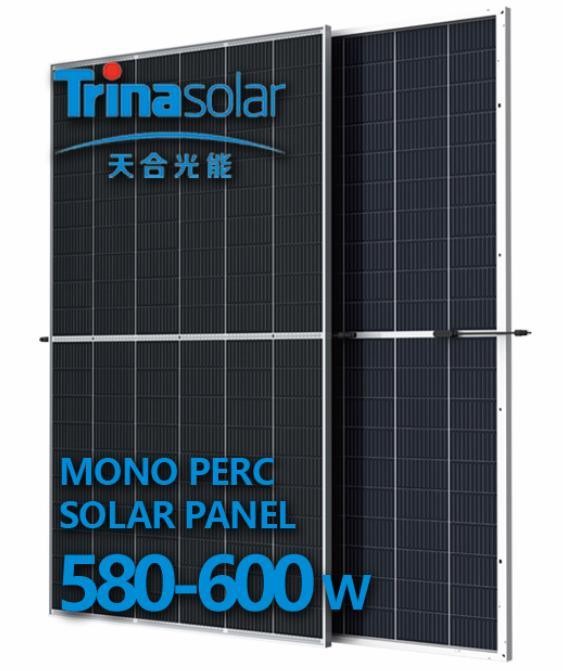 Trinasolar
天合光能
MONO PERC
SOLAR PANEL
580-600 W